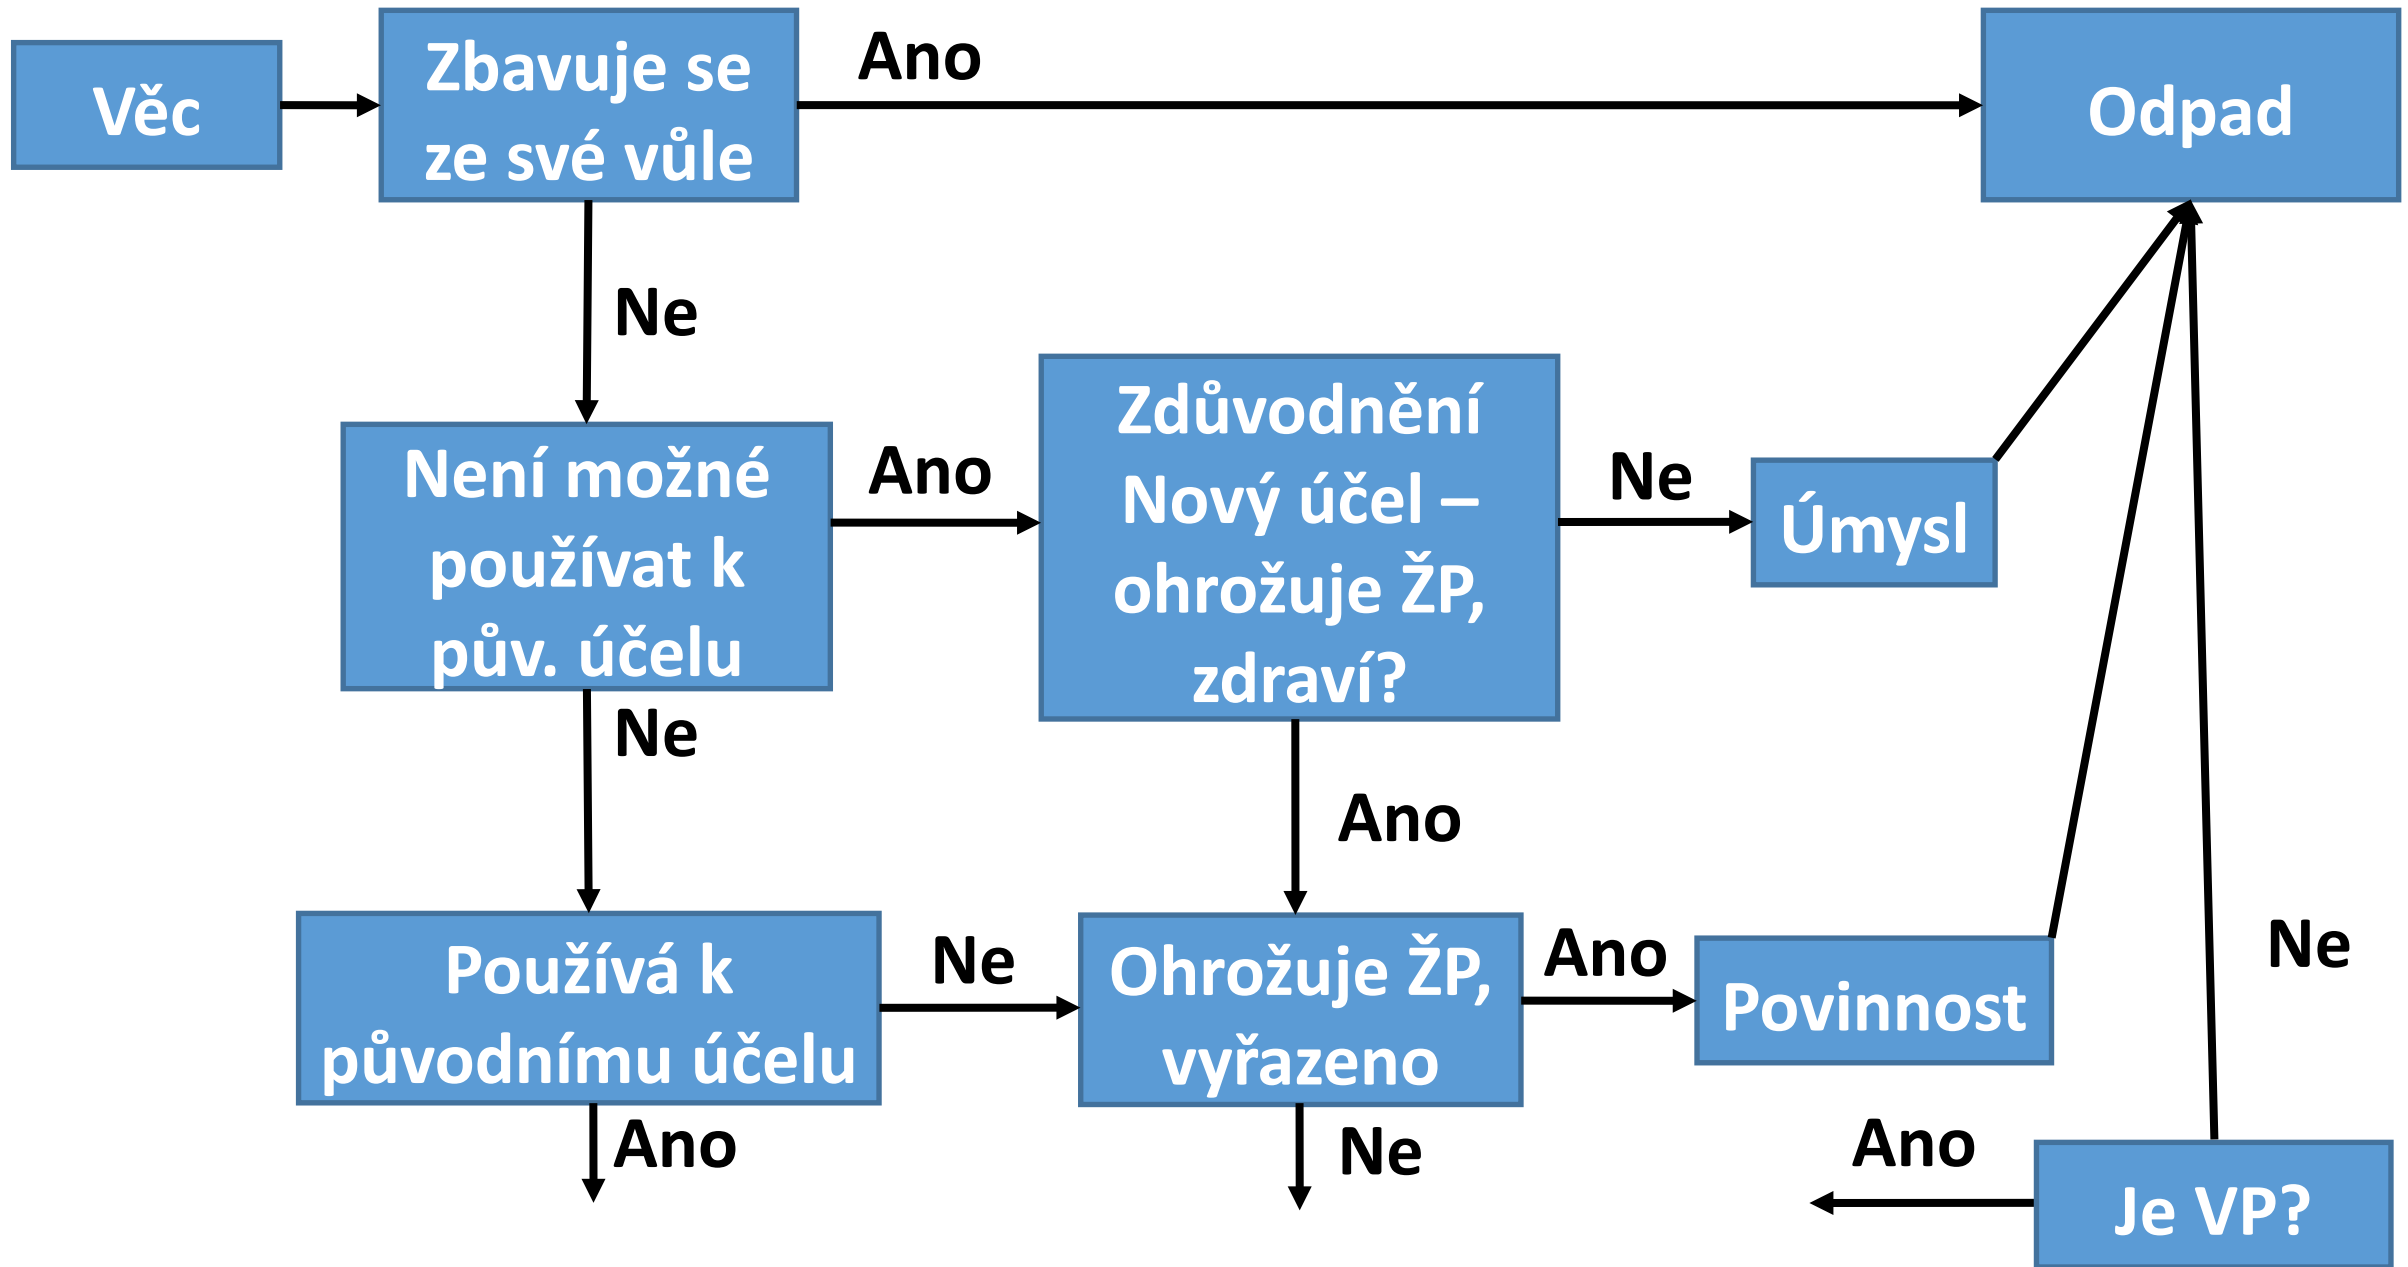 Věc
Zbavuje se
ze své vůle
Ano
Odpad
Ne
Není možné
používat k
pův. účelu
Ano
Zdůvodnění
Nový účel –
ohrožuje ŽP,
zdraví?
Ne
Úmysl
Ne
Ano
Používá k
původnímu účelu
Ne
Ohrožuje ŽP,
vyřazeno
Ano
Povinnost
Ne
Ano
Ne
Ano
Je VP?